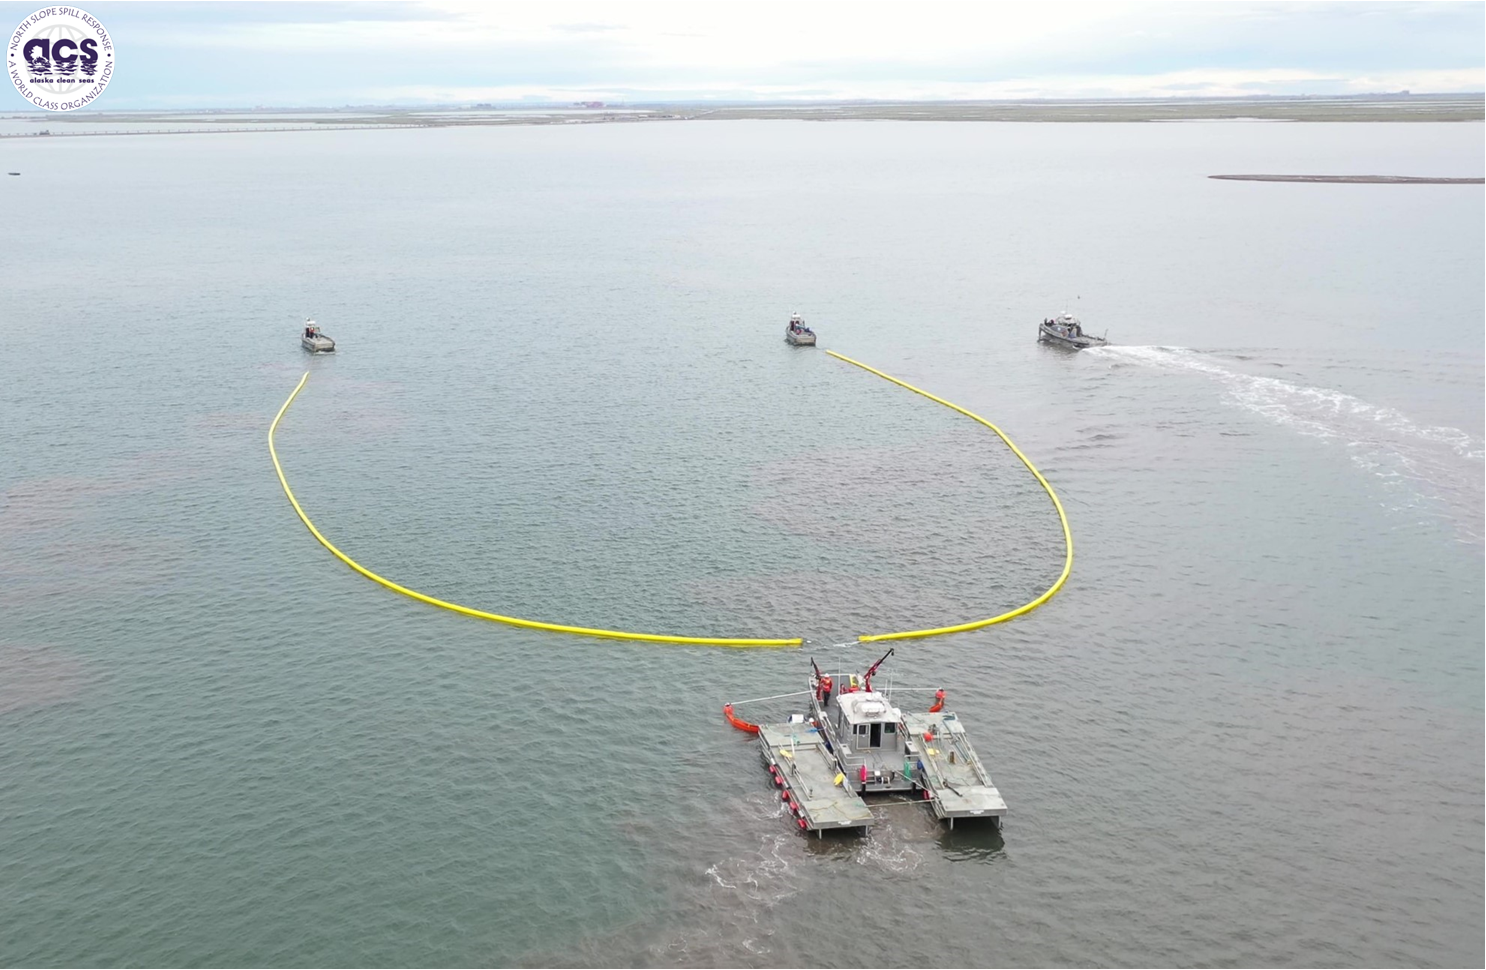 • NORTH SLOPE SPILL RESPONSE •
acs
alaska clean seas
A WORLD CLASS ORGANIZATION